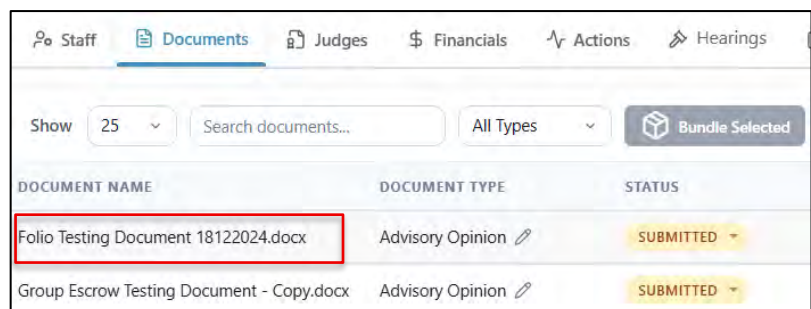 Staff Documents Judges $ Financials Actions Hearings
Show 25 Search documents... All Types Bundle Selected
DOCUMENT NAME DOCUMENT TYPE STATUS
Folio Testing Document 18122024.docx Advisory Opinion SUBMITTED
Group Escrow Testing Document - Copy.docx Advisory Opinion SUBMITTED